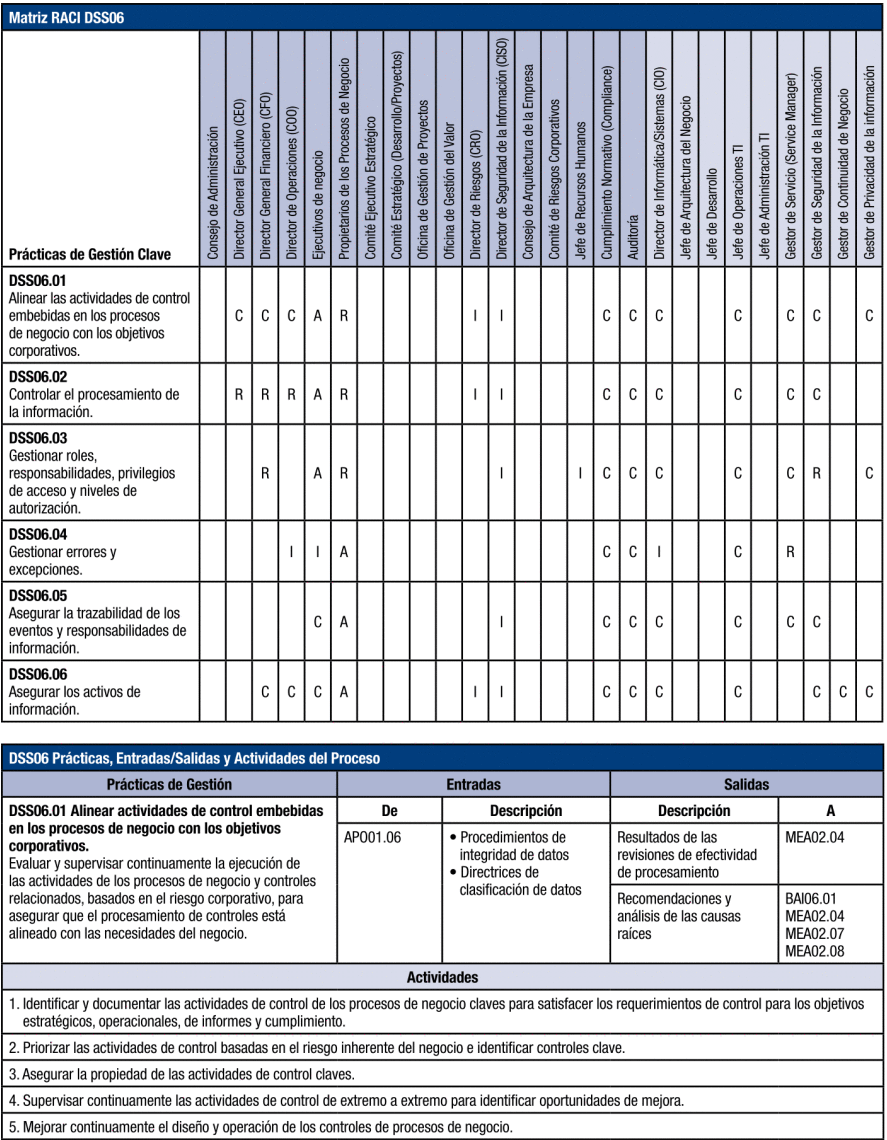 Matriz RACI DSS06
Prácticas de Gestión Clave
Consejo de Administración
Director General Ejecutivo (CEO)
Director General Financiero (CFO)
Director de Operaciones (COO)
Ejecutivos de negocio
Propietarios de los Procesos de Negocio
Comité Ejecutivo Estratégico
Comité Estratégico (Desarrollo/Proyectos)
Oficina de Gestión de Proyectos
Oficina de Gestión del Valor
Director de Riesgos (CRO)
Director de Seguridad de la Información (CISO)
Consejo de Arquitectura de la Empresa
Comité de Riesgos Corporativos
Jefe de Recursos Humanos
Cumplimiento Normativo (Compliance)
Auditoría
Director de Informática/Sistemas (CIO)
Jefe de Arquitectura del Negocio
Jefe de Desarrollo
Jefe de Operaciones TI
Jefe de Administración TI
Gestor de Servicio (Service Manager)
Gestor de Seguridad de la Información
Gestor de Continuidad de Negocio
Gestor de Privacidad de la información
DSS06.01
Alinear las actividades de control
embebidas en los procesos
de negocio con los objetivos
corporativos.
C C C A R I I C C C C C C C
DSS06.02
Controlar el procesamiento de
la información.
R R R A R I I C C C C C C
DSS06.03
Gestionar roles,
responsabilidades, privilegios
de acceso y niveles de
autorización.
R A R I I C C C C C R C
DSS06.04
Gestionar errores y
excepciones.
I I A C C I C R
DSS06.05
Asegurar la trazabilidad de los
eventos y responsabilidades de
información.
C A I C C C C C C
DSS06.06
Asegurar los activos de
información.
C C C A I I C C C C C C C
DSS06 Prácticas, Entradas/Salidas y Actividades del Proceso
Prácticas de Gestión Entradas Salidas
DSS06.01 Alinear actividades de control embebidas
en los procesos de negocio con los objetivos
corporativos.
Evaluar y supervisar continuamente la ejecución de
las actividades de los procesos de negocio y controles
relacionados, basados en el riesgo corporativo, para
asegurar que el procesamiento de controles está
alineado con las necesidades del negocio.
De Descripción Descripción A
APO01.06
• Procedimientos de
integridad de datos
• Directrices de
clasificación de datos
Resultados de las
revisiones de efectividad
de procesamiento
MEA02.04
Recomendaciones y
análisis de las causas
raíces
BAI06.01
MEA02.04
MEA02.07
MEA02.08
Actividades
1. Identificar y documentar las actividades de control de los procesos de negocio claves para satisfacer los requerimientos de control para los objetivos
estratégicos, operacionales, de informes y cumplimiento.
2. Priorizar las actividades de control basadas en el riesgo inherente del negocio e identificar controles clave.
3. Asegurar la propiedad de las actividades de control claves.
4. Supervisar continuamente las actividades de control de extremo a extremo para identificar oportunidades de mejora.
5. Mejorar continuamente el diseño y operación de los controles de procesos de negocio.